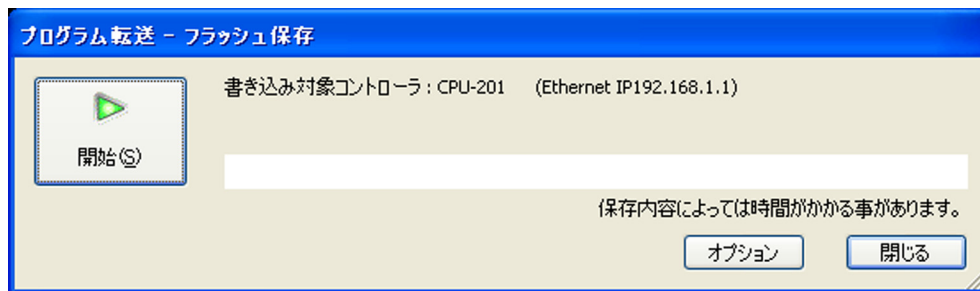 プログラム転送 - フラッシュ保存
書き込み対象コントローラ : CPU-201 (Ethernet IP192.168.1.1)
開始(S)
保存内容によっては時間がかかる事があります。
オプション 閉じる